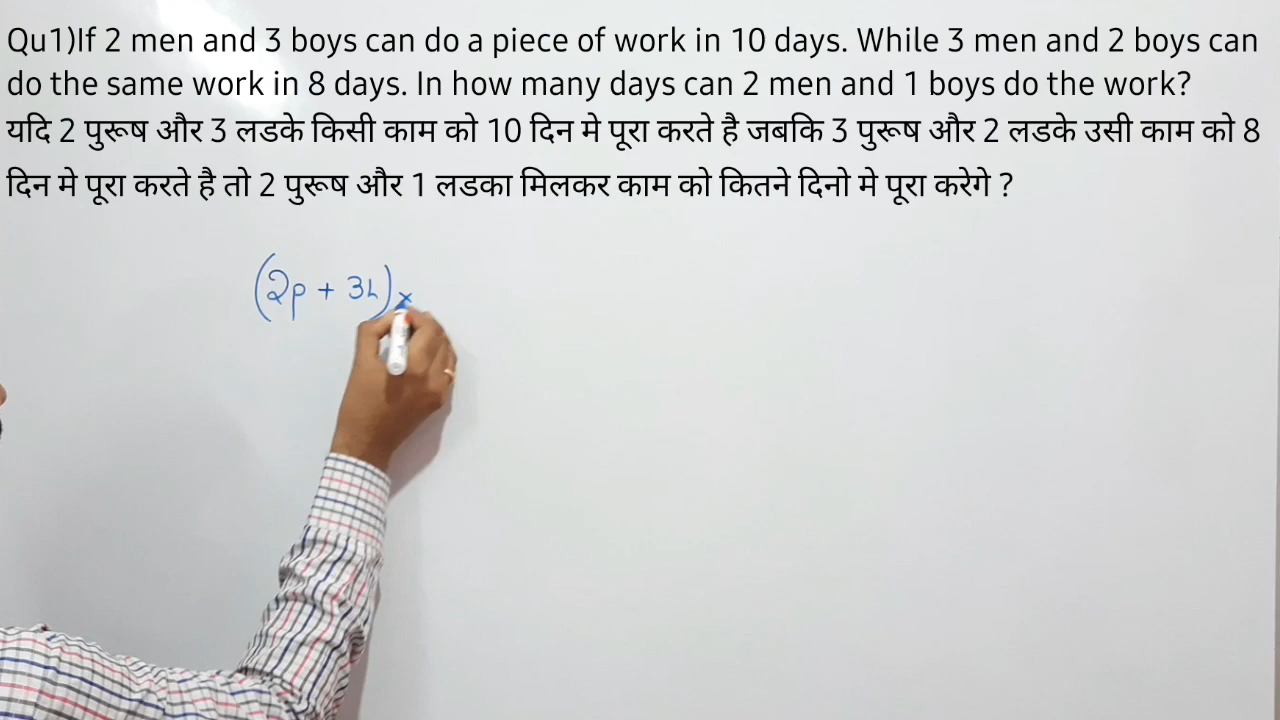 Qu1)If 2 men and 3 boys can do a piece of work in 10 days. While 3 men and 2 boys can
do the same work in 8 days. In how many days can 2 men and 1 boys do the work?
यदि 2 पुरूष और 3 लडके किसी काम को 10 दिन मे पूरा करते है जबकि 3 पुरूष और 2 लडके उसी काम को 8
दिन मे पूरा करते है तो 2 पुरूष और 1 लडका मिलकर काम को कितने दिनो मे पूरा करेगे ?
(2p + 3L) x